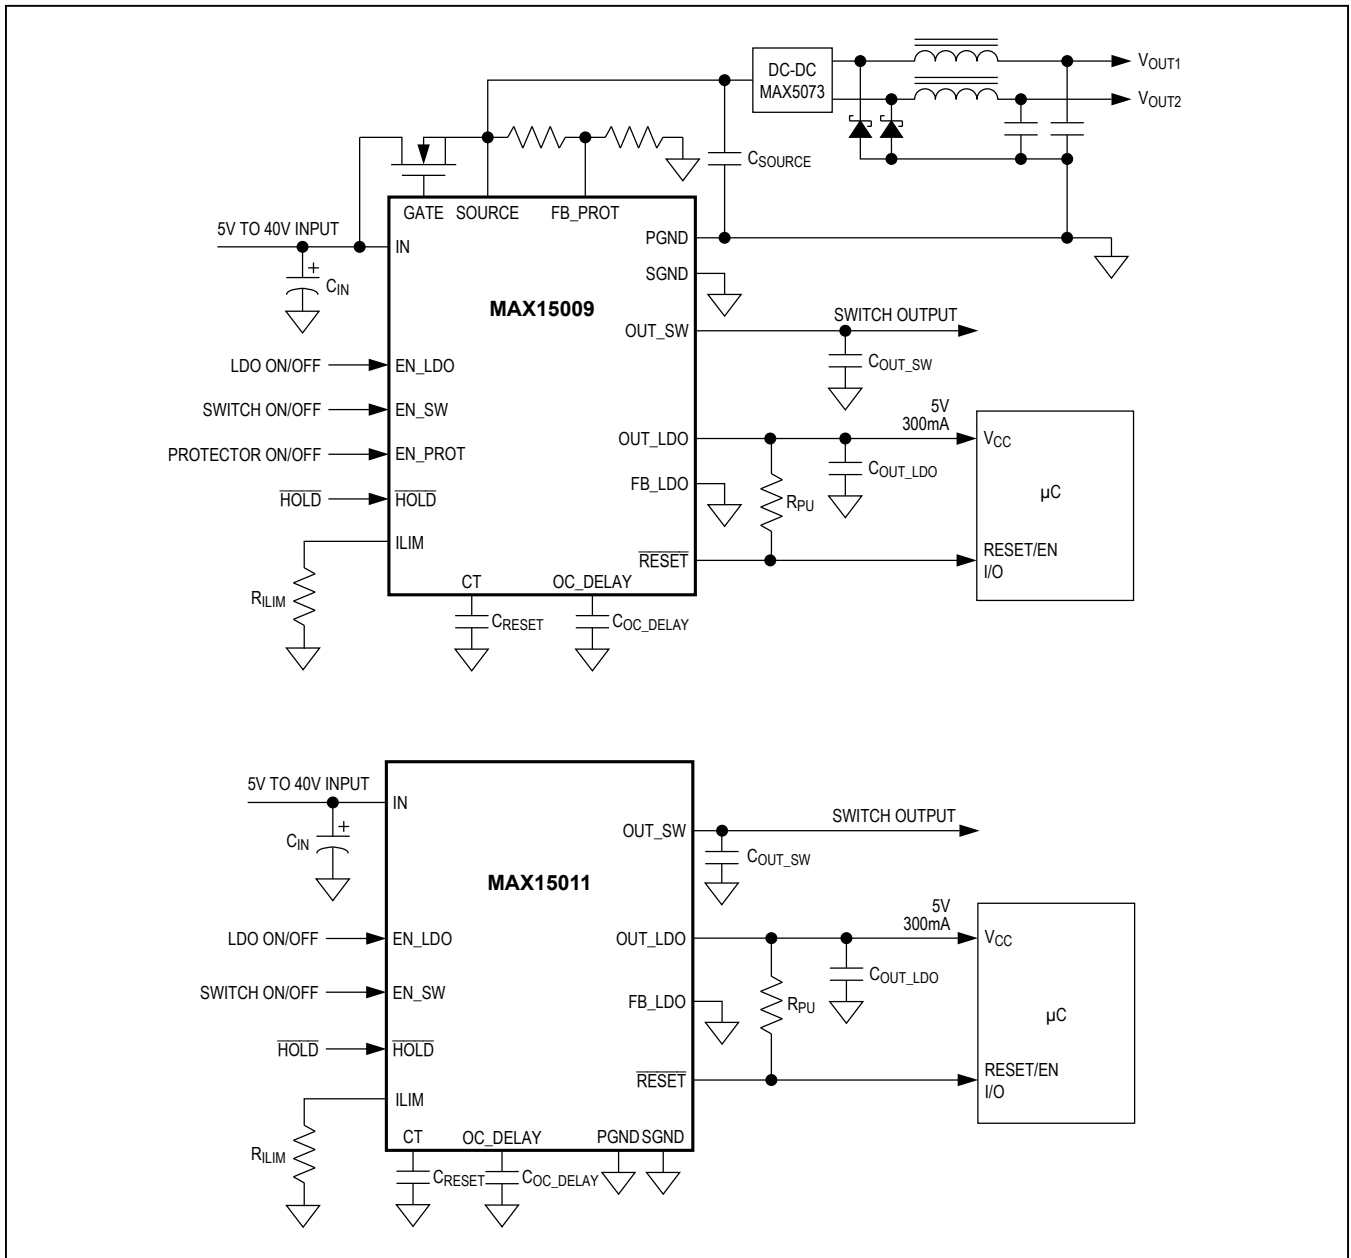 DC-DC
MAX5073
VOUT1
VOUT2
CSOURCE
GATE SOURCE FB_PROT
5V TO 40V INPUT
IN
PGND
+
CIN
SGND
MAX15009
OUT_SW
SWITCH OUTPUT
COUT_SW
LDO ON/OFF
EN_LDO
SWITCH ON/OFF
EN_SW
PROTECTOR ON/OFF
EN_PROT
HOLD
HOLD
ILIM
RILIM
OUT_LDO
5V
300mA
VCC
COUT_LDO
FB_LDO
RPU
µC
RESET
RESET/EN
I/O
CT
OC_DELAY
CRESET
COC_DELAY
5V TO 40V INPUT
IN
+
CIN
OUT_SW
SWITCH OUTPUT
COUT_SW
MAX15011
LDO ON/OFF
EN_LDO
SWITCH ON/OFF
EN_SW
HOLD
HOLD
ILIM
RILIM
OUT_LDO
5V
300mA
VCC
COUT_LDO
FB_LDO
RPU
µC
RESET
RESET/EN
I/O
CT
OC_DELAY
PGND SGND
CRESET
COC_DELAY